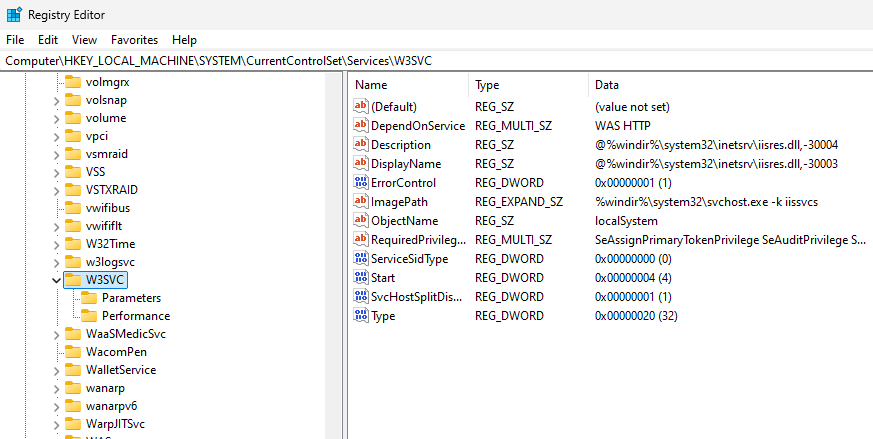 Registry Editor
File Edit View Favorites Help
Computer\HKEY_LOCAL_MACHINE\SYSTEM\CurrentControlSet\Services\W3SVC
volmgrx
volsnap
volume
vpci
vsmraid
VSS
VSTXRAID
vwifibus
vwififlt
W32Time
w3logsvc
W3SVC
Parameters
Performance
WaaSMedicSvc
WacomPen
WalletService
wanarp
wanarpv6
WarpJITSvc
WAS
Name Type Data
(Default) REG_SZ (value not set)
DependOnService REG_MULTI_SZ WAS HTTP
Description REG_SZ @%windir%\system32\inetsrv\iisres.dll,-30004
DisplayName REG_SZ @%windir%\system32\inetsrv\iisres.dll,-30003
ErrorControl REG_DWORD 0x00000001 (1)
ImagePath REG_EXPAND_SZ %windir%\system32\svchost.exe -k iissvcs
ObjectName REG_SZ localSystem
RequiredPrivileg... REG_MULTI_SZ SeAssignPrimaryTokenPrivilege SeAuditPrivilege S...
ServiceSidType REG_DWORD 0x00000000 (0)
Start REG_DWORD 0x00000004 (4)
SvcHostSplitDis... REG_DWORD 0x00000001 (1)
Type REG_DWORD 0x00000020 (32)